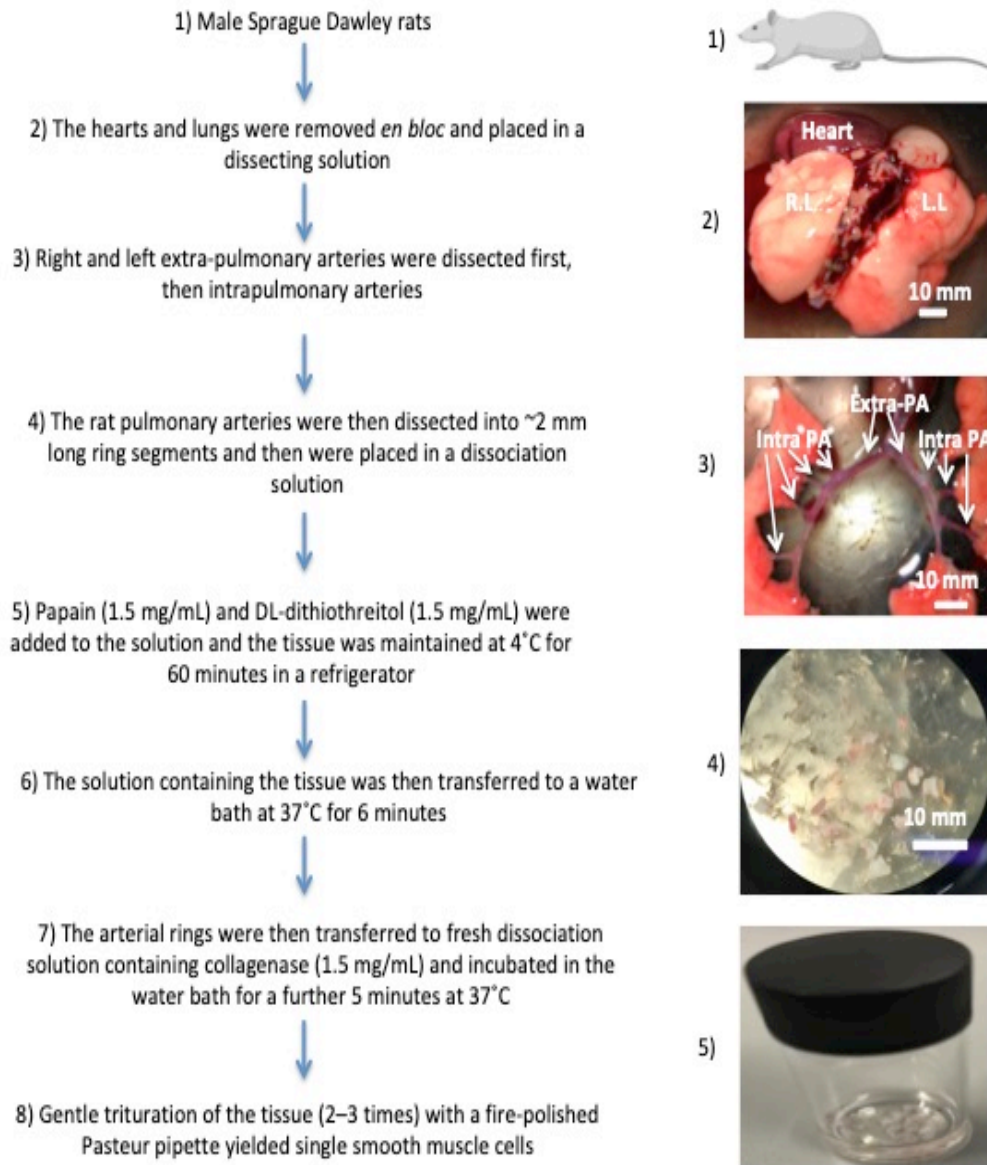 1) Male Sprague Dawley rats
2) The hearts and lungs were removed en bloc and placed in a
dissecting solution
3) Right and left extra-pulmonary arteries were dissected first,
then intrapulmonary arteries
4) The rat pulmonary arteries were then dissected into ~2 mm
long ring segments and then were placed in a dissociation
solution
5) Papain (1.5 mg/mL) and DL-dithiothreitol (1.5 mg/mL) were
added to the solution and the tissue was maintained at 4˚C for
60 minutes in a refrigerator
6) The solution containing the tissue was then transferred to a water
bath at 37˚C for 6 minutes
7) The arterial rings were then transferred to fresh dissociation
solution containing collagenase (1.5 mg/mL) and incubated in the
water bath for a further 5 minutes at 37˚C
8) Gentle trituration of the tissue (2–3 times) with a fire-polished
Pasteur pipette yielded single smooth muscle cells
1)
2)
Heart
R.L.
L.L
10 mm
3)
Extra-PA
Intra PA
Intra PA
10 mm
4)
10 mm
5)